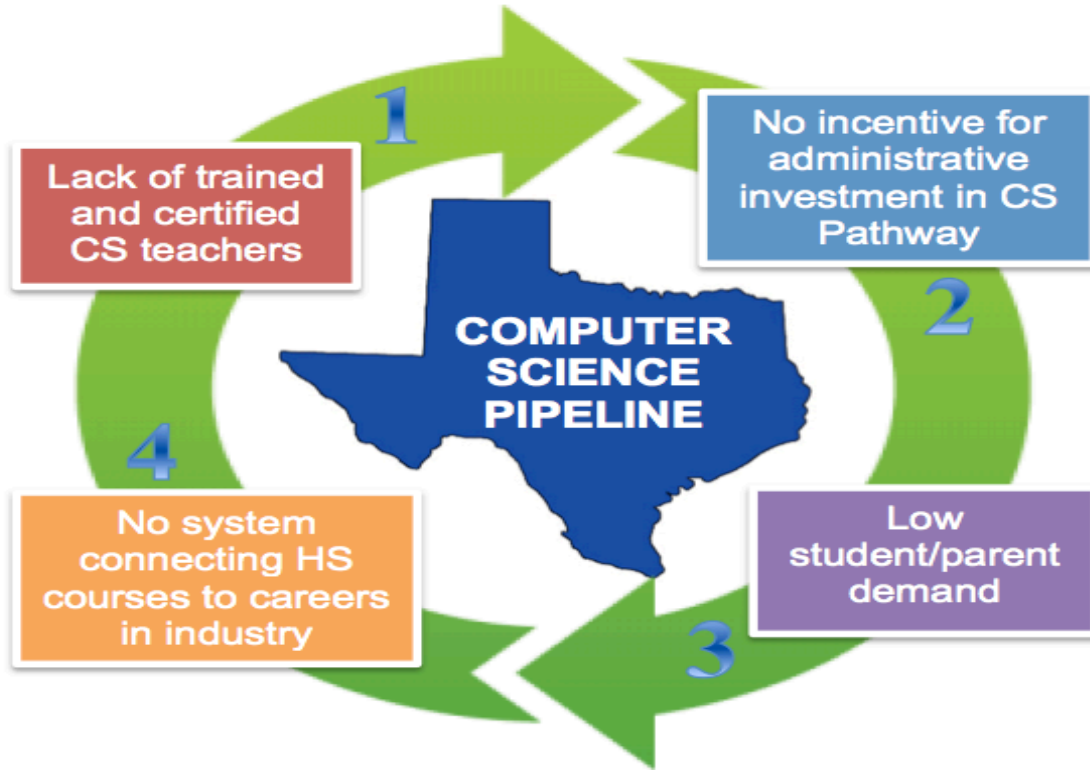 1
Lack of trained
and certified
CS teachers
No incentive for
administrative
investment in CS
Pathway
2
COMPUTER
SCIENCE
PIPELINE
Low
student/parent
demand
3
4
No system
connecting HS
courses to careers
in industry